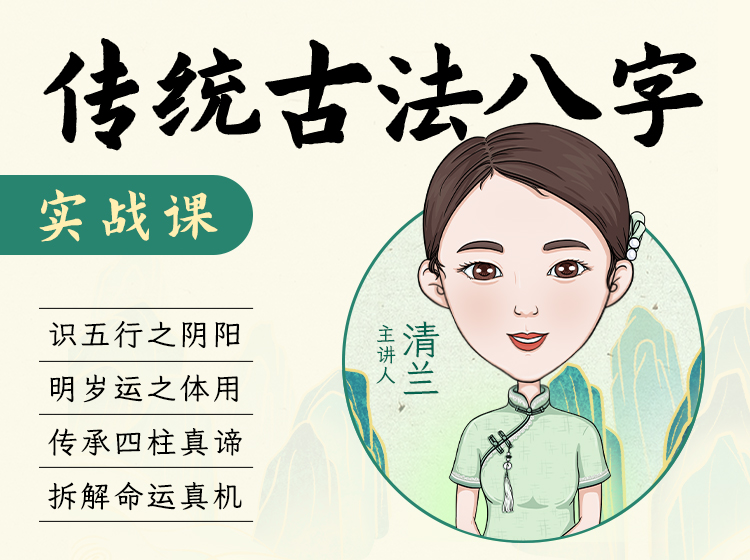 传统古法八字
实战课
识五行之阴阳
明岁运之体用
传承四柱真谛
拆解命运真机
主讲人
清兰